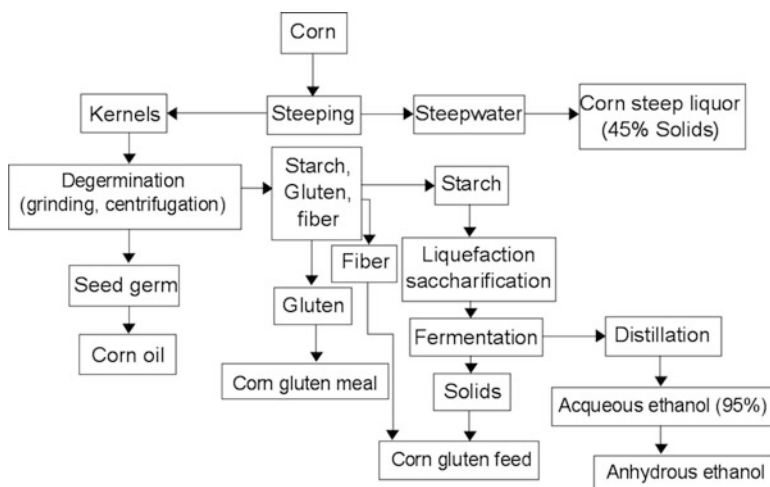 Corn
Kernels
Steeping
Steepwater
Corn steep liquor
(45% Solids)
Degermination
(grinding, centrifugation)
Starch,
Gluten,
fiber
Starch
Seed germ
Fiber
Liquefaction
saccharification
Gluten
Corn oil
Fermentation
Distillation
Corn gluten meal
Solids
Acqueous ethanol (95%)
Corn gluten feed
Anhydrous ethanol